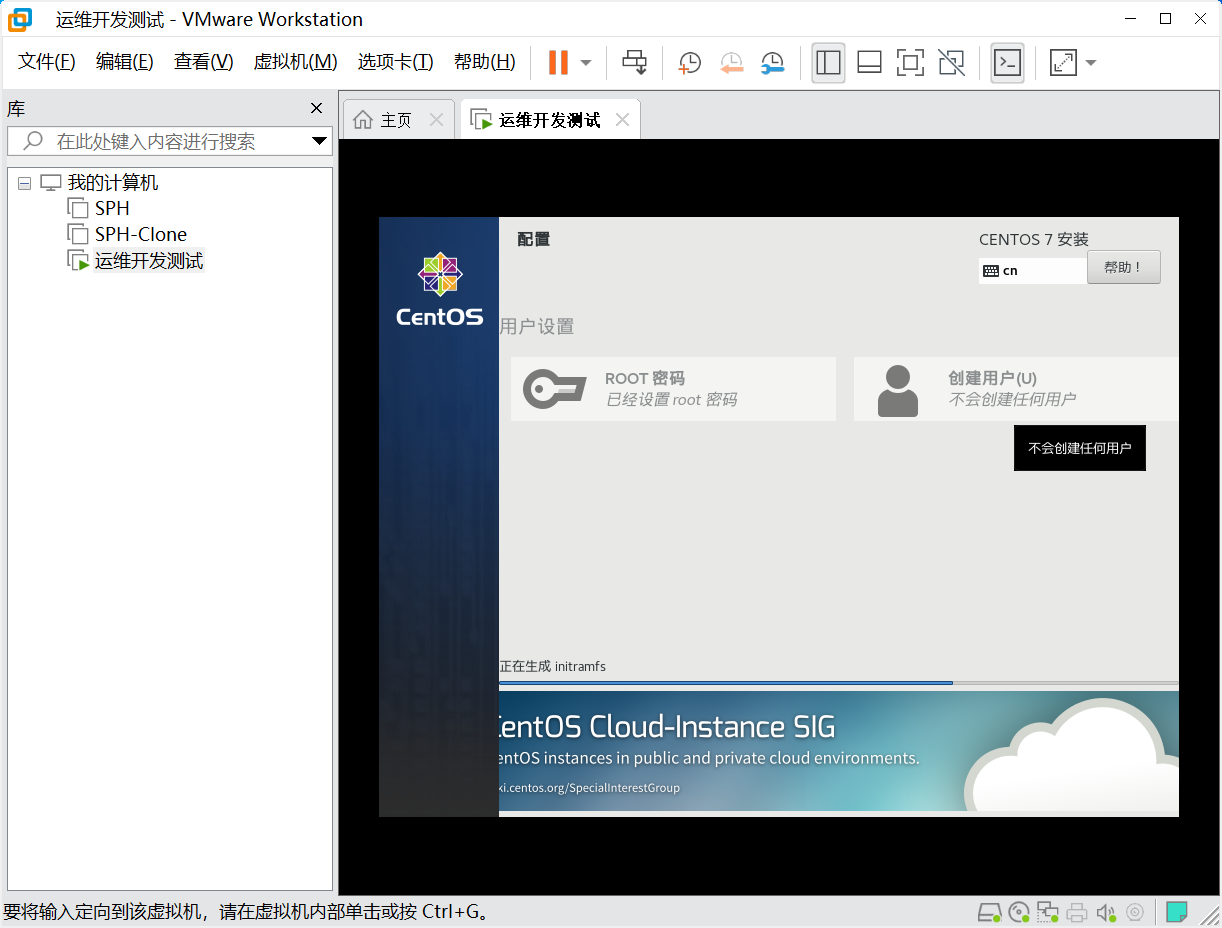 运维开发测试 - VMware Workstation
文件(F) 编辑(E) 查看(V) 虚拟机(M) 选项卡(T) 帮助(H)
库
在此处键入内容进行搜索
我的计算机
SPH
SPH-Clone
运维开发测试
主页
运维开发测试
CentOS
配置
CENTOS 7 安装
cn
帮助！
用户设置
ROOT 密码
已经设置 root 密码
创建用户(U)
不会创建任何用户
不会创建任何用户
正在生成 initramfs
CentOS Cloud-Instance SIG
entOS instances in public and private cloud environments.
ki.centos.org/SpecialInterestGroup
要将输入定向到该虚拟机，请在虚拟机内部单击或按 Ctrl+G。